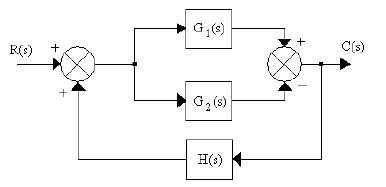 G₁(s)
R(s) + + C(s)
+ −
G₂(s)
H(s)